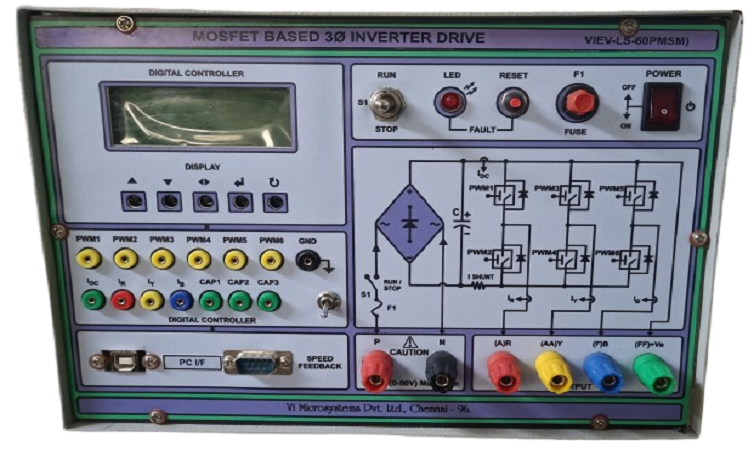 MOSFET BASED 3Ø INVERTER DRIVE
VIEV-LS-60PMSM)
DIGITAL CONTROLLER
DISPLAY
RUN
S1
STOP
LED
RESET
FAULT
F1
FUSE
POWER
OFF
ON
PWM1 PWM2 PWM3 PWM4 PWM5 PWM6 GND
IDC IR IY IB CAP1 CAP2 CAP3
DIGITAL CONTROLLER
PC I/F
SPEED
FEEDBACK
IDC
PWM1 PWM3 PWM5
C
PWM2 PWM4 PWM6
I SHUNT
RUN /
STOP
S1
F1
IR IY IB
P N
CAUTION
(0-60V)
(A)R (AA)Y (F)B (FF)+Ve
Vi Microsystems Pvt. Ltd., Chennai - 96.